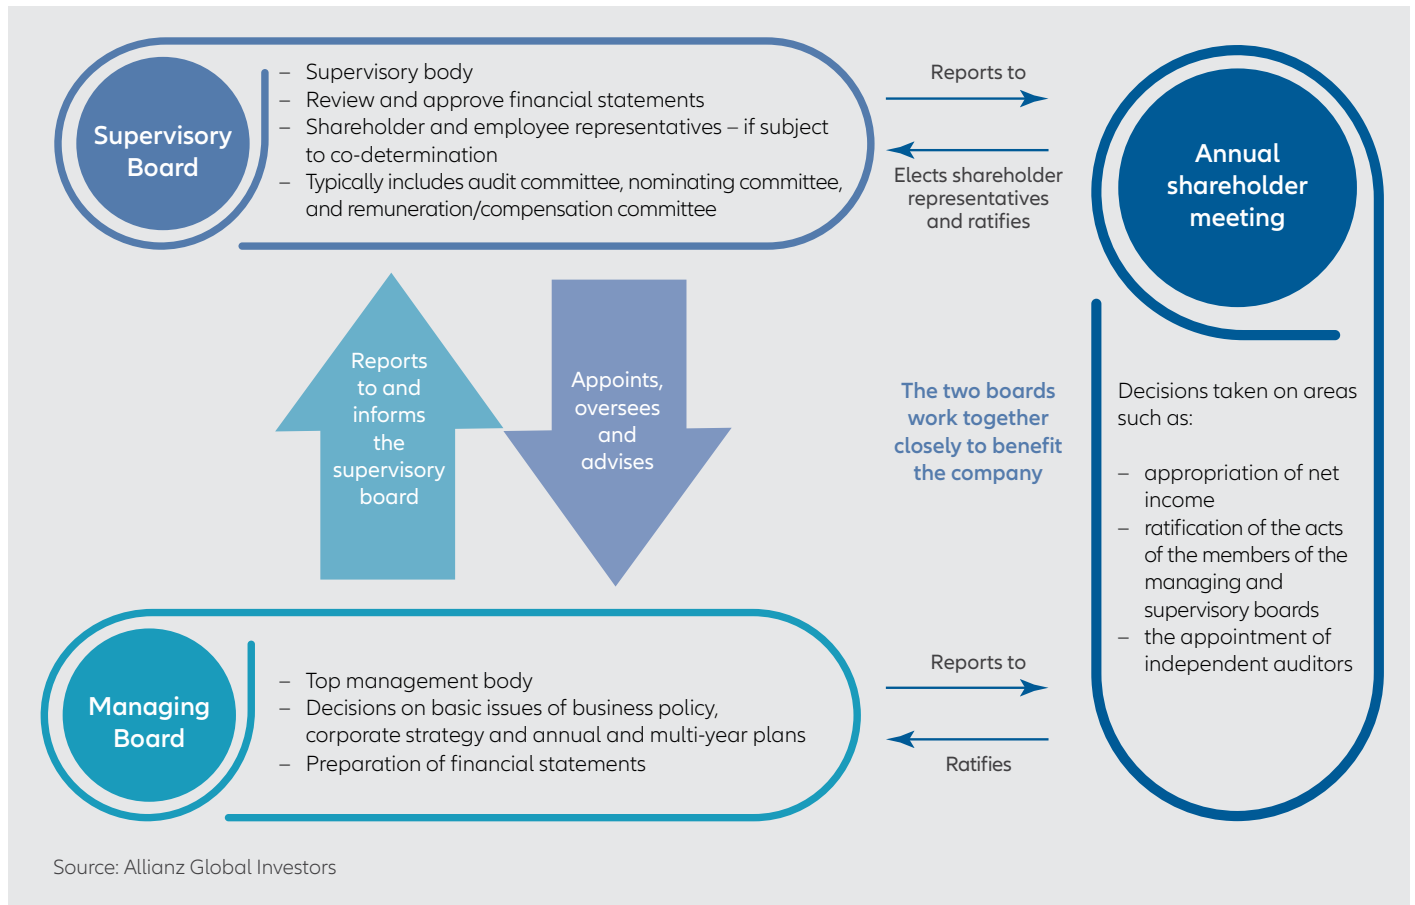 Supervisory
Board
– Supervisory body
– Review and approve financial statements
– Shareholder and employee representatives – if subject
to co-determination
– Typically includes audit committee, nominating committee,
and remuneration/compensation committee
Reports to
Elects shareholder
representatives
and ratifies
Annual
shareholder
meeting
Reports
to and
informs
the
supervisory
board
Appoints,
oversees
and
advises
The two boards
work together
closely to benefit
the company
Decisions taken on areas
such as:
– appropriation of net
income
– ratification of the acts
of the members of the
managing and
supervisory boards
– the appointment of
independent auditors
Managing
Board
– Top management body
– Decisions on basic issues of business policy,
corporate strategy and annual and multi-year plans
– Preparation of financial statements
Reports to
Ratifies
Source: Allianz Global Investors